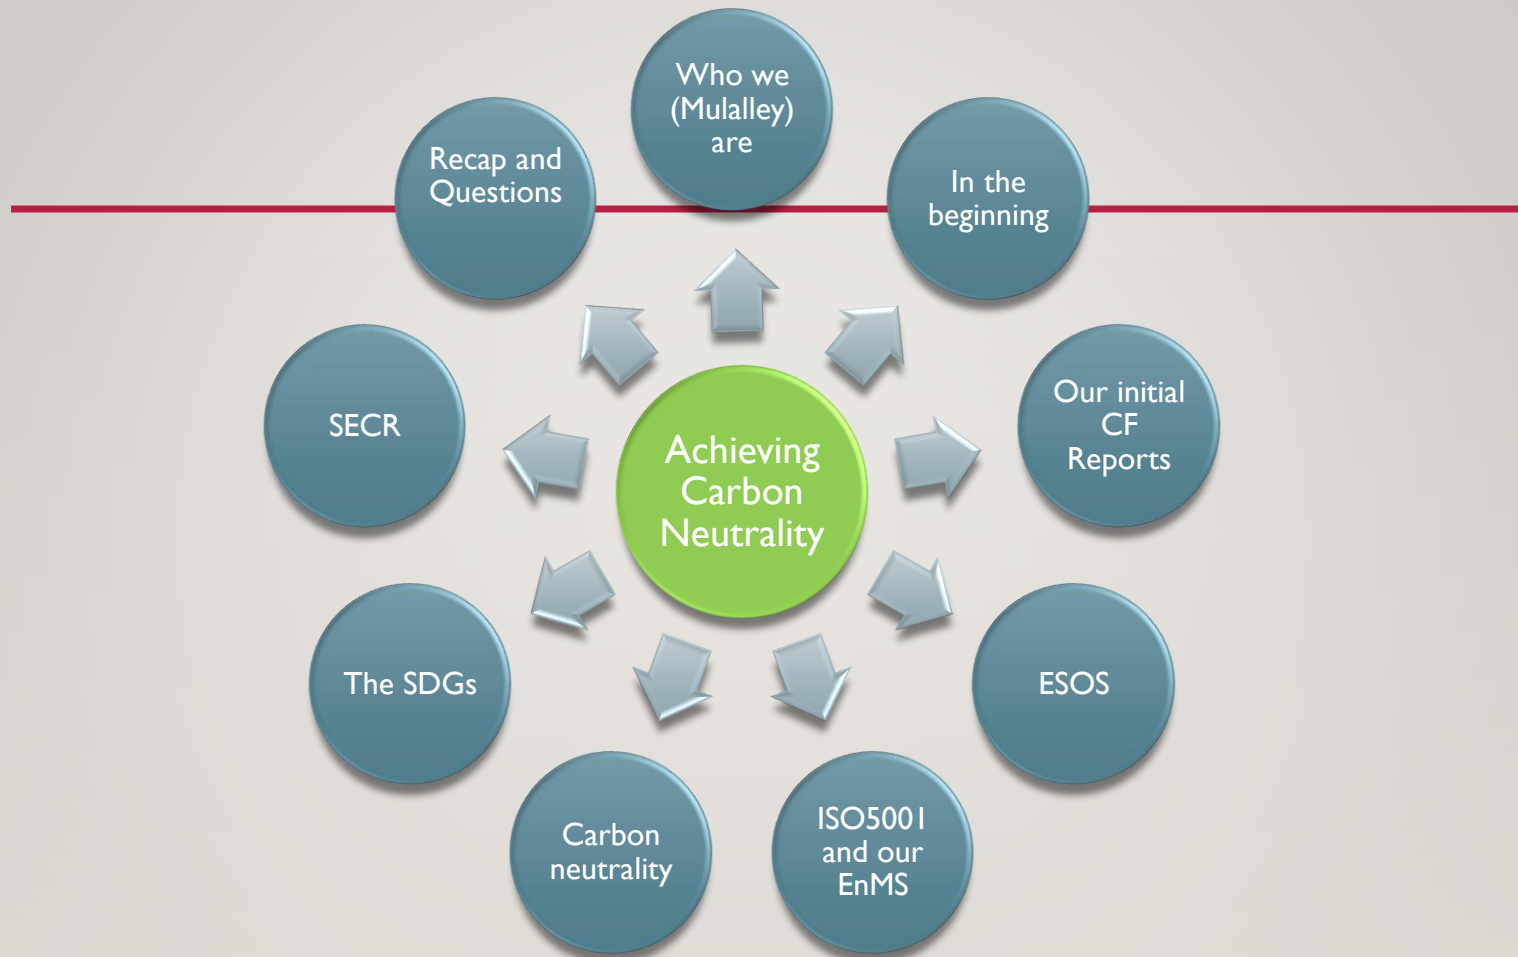 Who we
(Mulalley)
are
In the
beginning
Our initial
CF
Reports
ESOS
ISO5001
and our
EnMS
Carbon
neutrality
The SDGs
SECR
Recap and
Questions
Achieving
Carbon
Neutrality